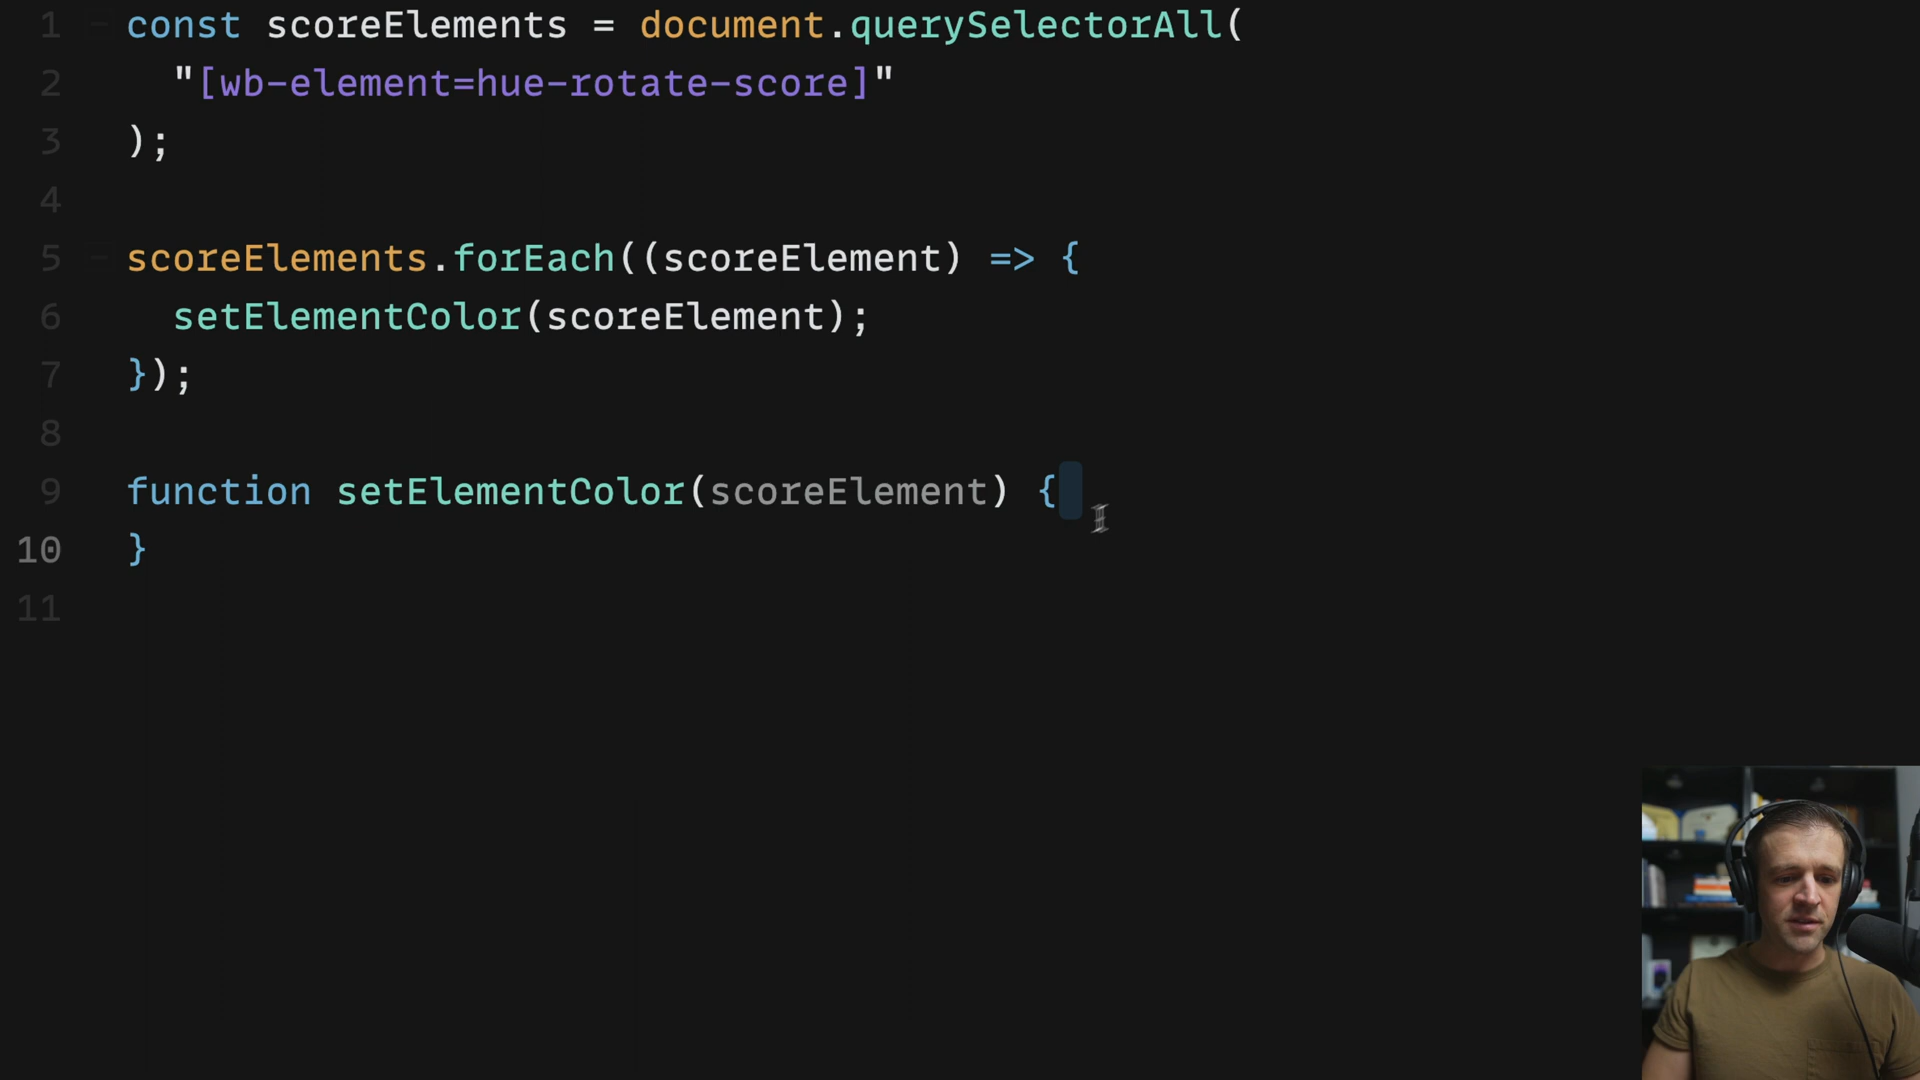 1 const scoreElements = document.querySelectorAll(
2 "[wb-element=hue-rotate-score]"
3 );
4
5 scoreElements.forEach((scoreElement) => {
6 setElementColor(scoreElement);
7 });
8
9 function setElementColor(scoreElement) {
10 }
11